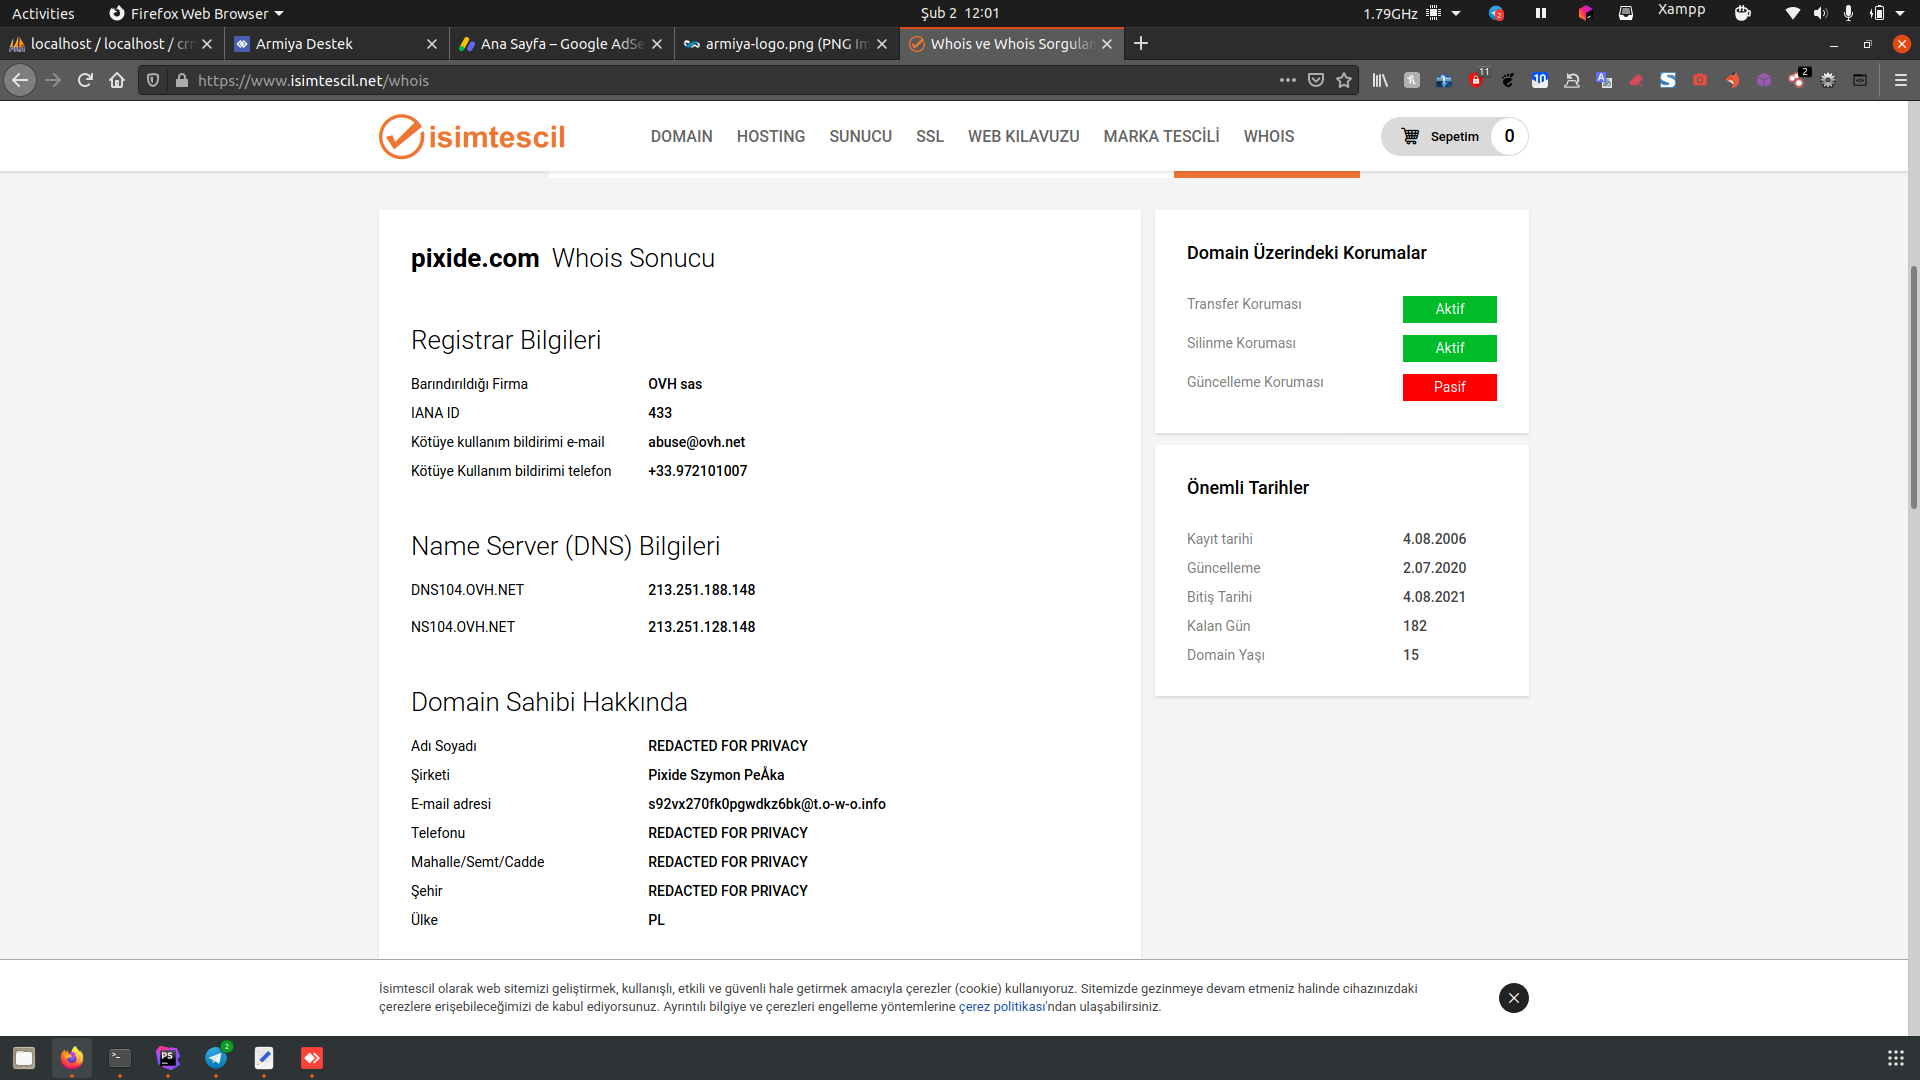 Activities
Firefox Web Browser
Şub 2 12:01
1.79GHz
Xampp
localhost / localhost / crn
Armiya Destek
Ana Sayfa – Google AdSe
armiya-logo.png (PNG Im
Whois ve Whois Sorgulan
https://www.isimtescil.net/whois
11
10
2
isimtescil
DOMAIN
HOSTING
SUNUCU
SSL
WEB KILAVUZU
MARKA TESCİLİ
WHOIS
Sepetim
0
pixide.com Whois Sonucu
Registrar Bilgileri
Barındırıldığı Firma OVH sas
IANA ID 433
Kötüye kullanım bildirimi e-mail abuse@ovh.net
Kötüye Kullanım bildirimi telefon +33.972101007
Name Server (DNS) Bilgileri
DNS104.OVH.NET 213.251.188.148
NS104.OVH.NET 213.251.128.148
Domain Sahibi Hakkında
Adı Soyadı REDACTED FOR PRIVACY
Şirketi Pixide Szymon PeÅka
E-mail adresi s92vx270fk0pgwdkz6bk@t.o-w-o.info
Telefonu REDACTED FOR PRIVACY
Mahalle/Semt/Cadde REDACTED FOR PRIVACY
Şehir REDACTED FOR PRIVACY
Ülke PL
Domain Üzerindeki Korumalar
Transfer Koruması Aktif
Silinme Koruması Aktif
Güncelleme Koruması Pasif
Önemli Tarihler
Kayıt tarihi 4.08.2006
Güncelleme 2.07.2020
Bitiş Tarihi 4.08.2021
Kalan Gün 182
Domain Yaşı 15
İsimtescil olarak web sitemizi geliştirmek, kullanışlı, etkili ve güvenli hale getirmek amacıyla çerezler (cookie) kullanıyoruz. Sitemizde gezinmeye devam etmeniz halinde cihazınızdaki
çerezlere erişebileceğimizi de kabul ediyorsunuz. Ayrıntılı bilgiye ve çerezleri engelleme yöntemlerine çerez politikası'ndan ulaşabilirsiniz.
PS
2